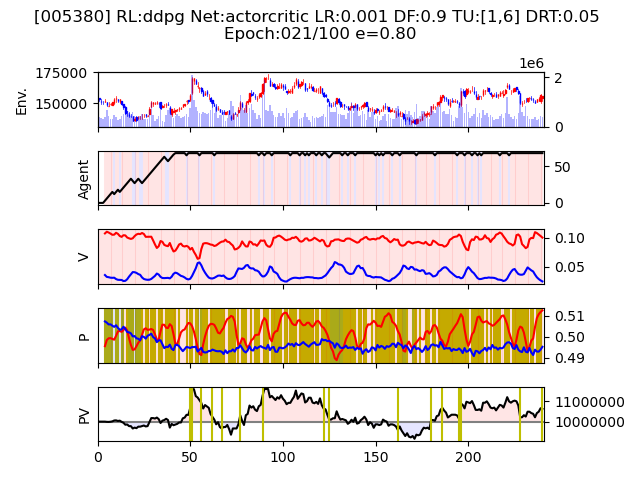 [005380] RL:ddpg Net:actorcritic LR:0.001 DF:0.9 TU:[1,6] DRT:0.05
Epoch:021/100 e=0.80
1e6
175000
150000
Env.
2
0
Agent
50
0
V
0.10
0.05
P
0.51
0.50
0.49
PV
11000000
10000000
0 50 100 150 200